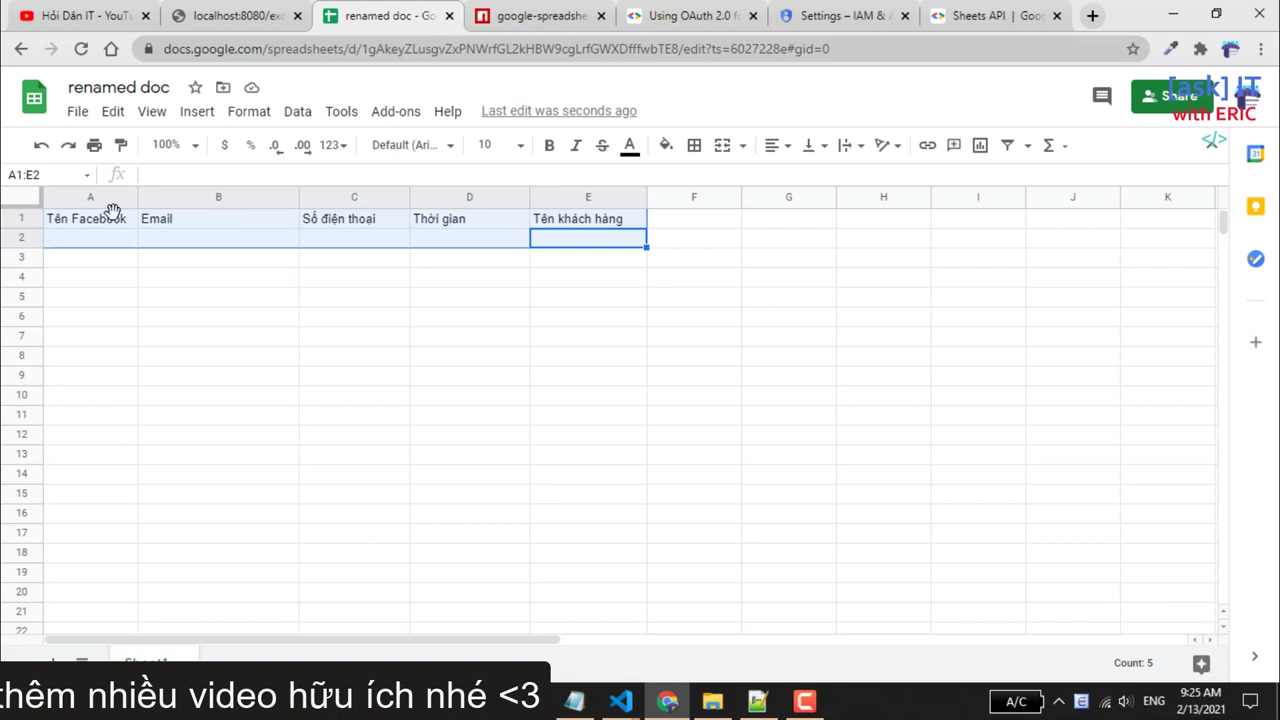 Hỏi Dân IT - YouTu
localhost:8080/exc
renamed doc - Go
google-spreadshe
Using OAuth 2.0 fo
Settings – IAM & A
Sheets API | Goog
docs.google.com/spreadsheets/d/1gAkeyZLusgvZxPNWrfGL2kHBW9cgLrfGWXDfffwbTE8/edit?ts=6027228e#gid=0
renamed doc
[ask] IT
with ERIC
Share
File Edit View Insert Format Data Tools Add-ons Help Last edit was seconds ago
100% $ % .0 .00 123 Default (Ari... 10 B I S A
A1:E2 fx
A B C D E F G H I J K
1 Tên Facebook Email Số điện thoại Thời gian Tên khách hàng
2
3
4
5
6
7
8
9
10
11
12
13
14
15
16
17
18
19
20
21
22
Sheet1
Count: 5
thêm nhiều video hữu ích nhé <3
A/C
ENG
9:25 AM
2/13/2021